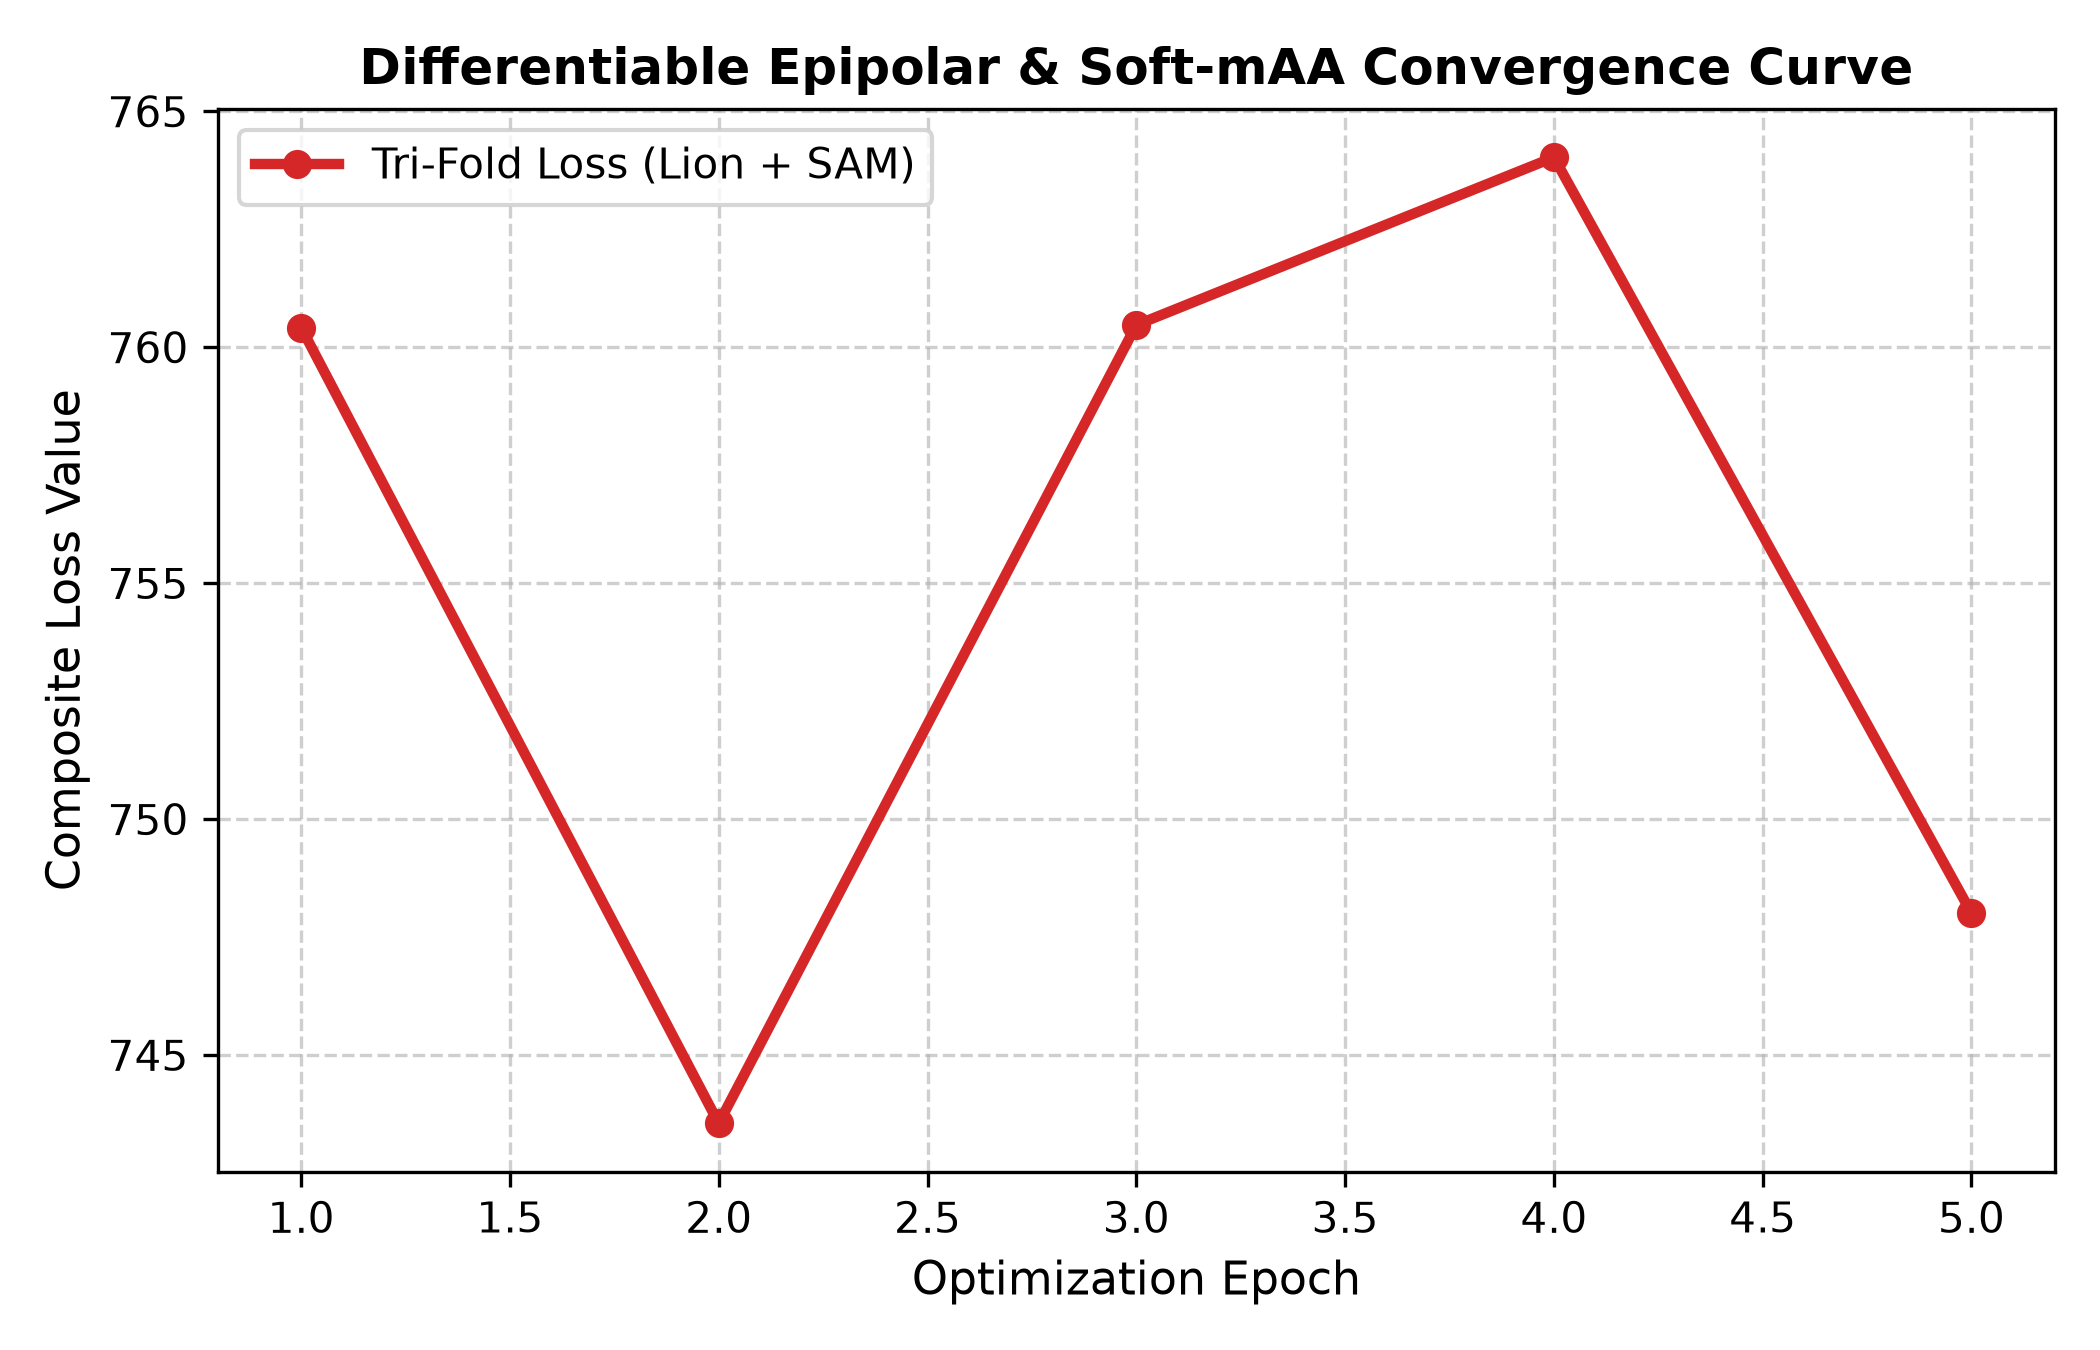 Differentiable Epipolar & Soft-mAA Convergence Curve
Tri-Fold Loss (Lion + SAM)
Composite Loss Value
765
760
755
750
745
1.0 1.5 2.0 2.5 3.0 3.5 4.0 4.5 5.0
Optimization Epoch